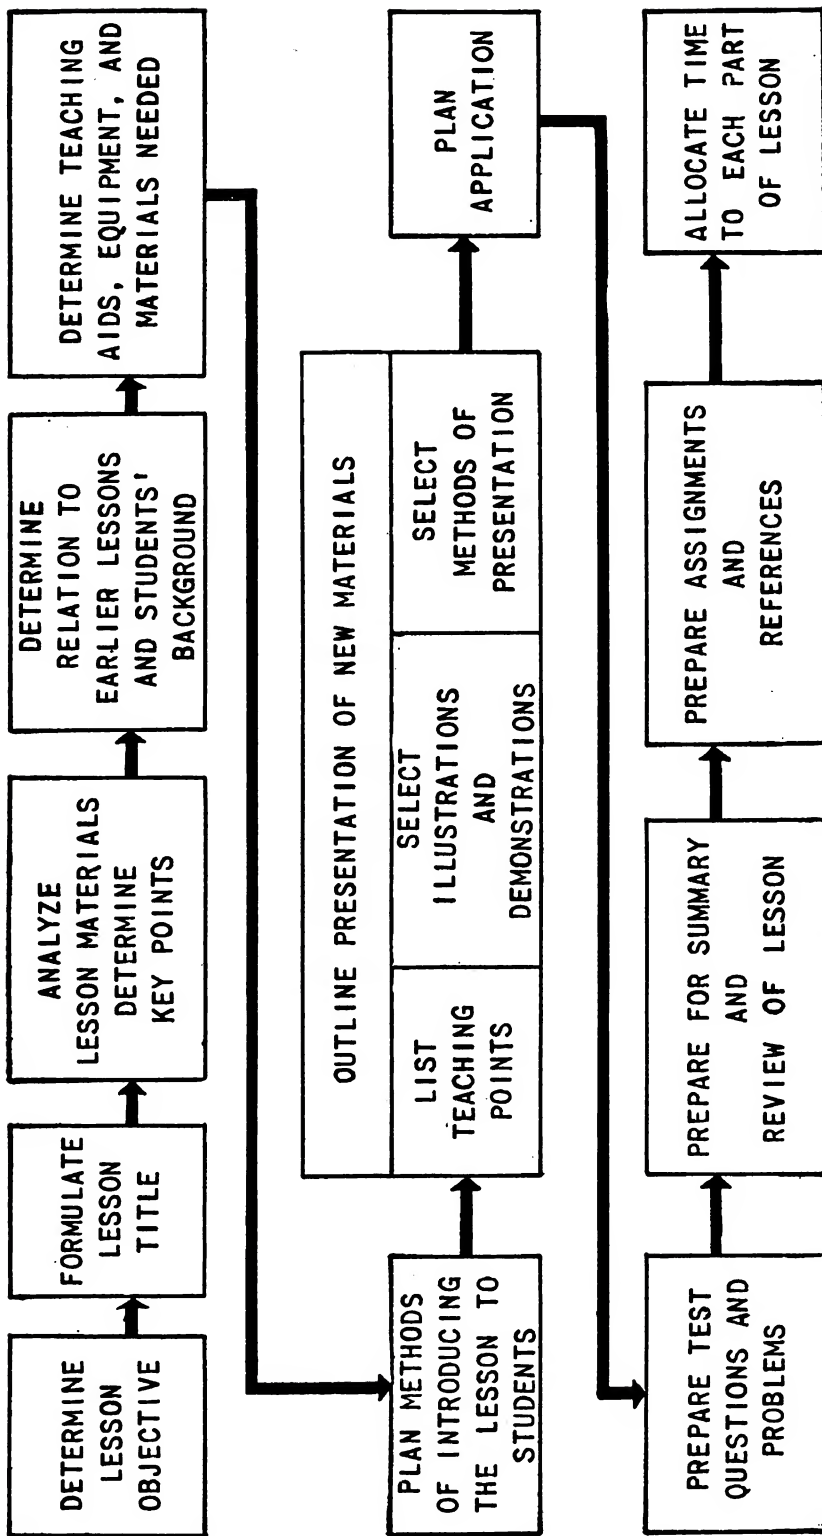 DETERMINE
LESSON
OBJECTIVE
FORMULATE
LESSON
TITLE
ANALYZE
LESSON MATERIALS
DETERMINE
KEY POINTS
DETERMINE
RELATION TO
EARLIER LESSONS
AND STUDENTS'
BACKGROUND
DETERMINE TEACHING
AIDS, EQUIPMENT, AND
MATERIALS NEEDED
PLAN METHODS
OF INTRODUCING
THE LESSON TO
STUDENTS
OUTLINE PRESENTATION OF NEW MATERIALS
LIST
TEACHING
POINTS
SELECT
ILLUSTRATIONS
AND
DEMONSTRATIONS
SELECT
METHODS OF
PRESENTATION
PLAN
APPLICATION
PREPARE TEST
QUESTIONS AND
PROBLEMS
PREPARE FOR SUMMARY
AND
REVIEW OF LESSON
PREPARE ASSIGNMENTS
AND
REFERENCES
ALLOCATE TIME
TO EACH PART
OF LESSON